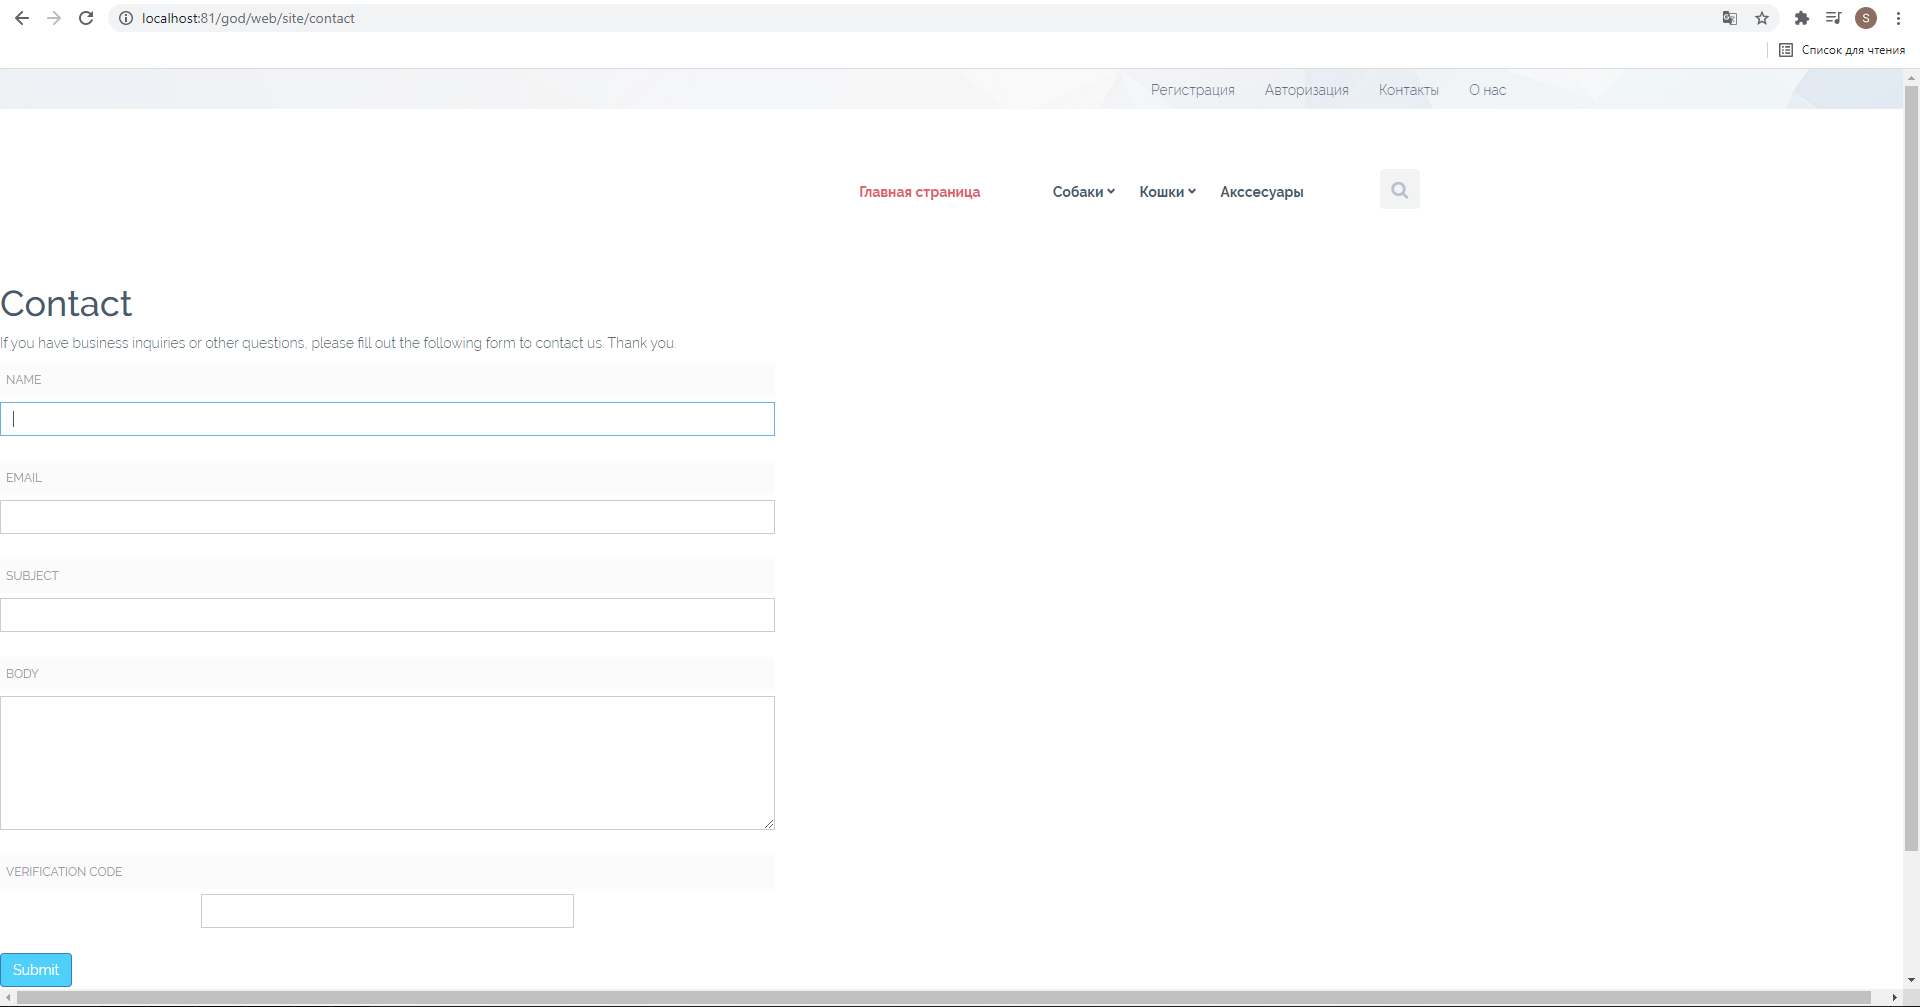 localhost:81/god/web/site/contact
S
Список для чтения
Регистрация Авторизация Контакты О нас
Главная страница Собаки Кошки Акссесуары
Contact
If you have business inquiries or other questions, please fill out the following form to contact us. Thank you.
NAME
EMAIL
SUBJECT
BODY
VERIFICATION CODE
Submit